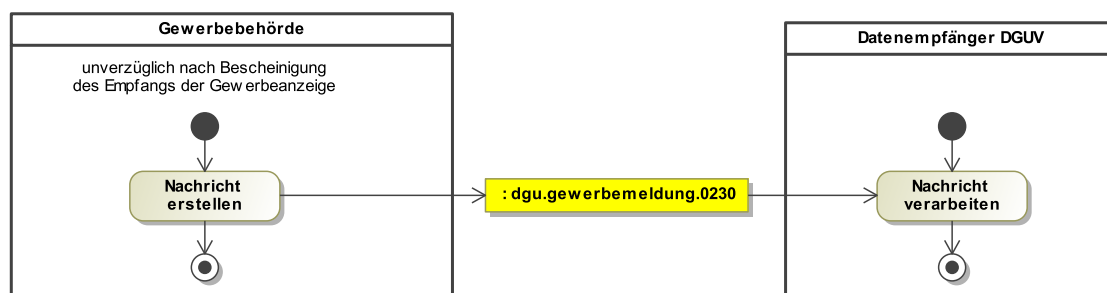 Gewerbebehörde
unverzüglich nach Bescheinigung
des Empfangs der Gewerbeanzeige
Nachricht
erstellen
: dgu.gewerbemeldung.0230
Datenempfänger DGUV
Nachricht
verarbeiten